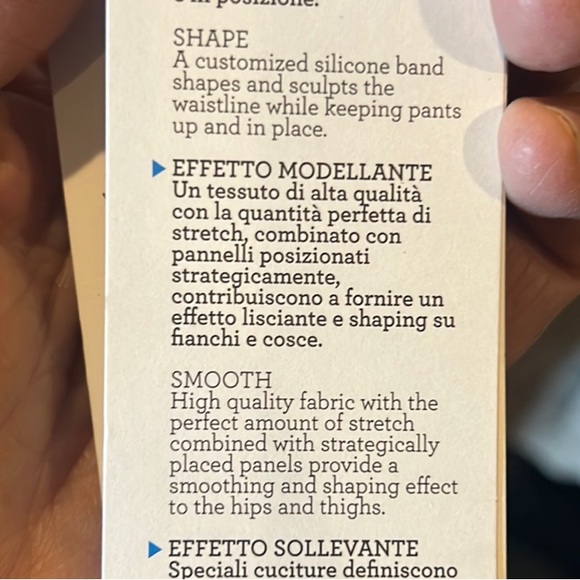 e in posizione.
SHAPE
A customized silicone band
shapes and sculpts the
waistline while keeping pants
up and in place.
EFFETTO MODELLANTE
Un tessuto di alta qualità
con la quantità perfetta di
stretch, combinato con
pannelli posizionati
strategicamente,
contribuiscono a fornire un
effetto lisciante e shaping su
fianchi e cosce.
SMOOTH
High quality fabric with the
perfect amount of stretch
combined with strategically
placed panels provide a
smoothing and shaping effect
to the hips and thighs.
EFFETTO SOLLEVANTE
Speciali cuciture definiscono